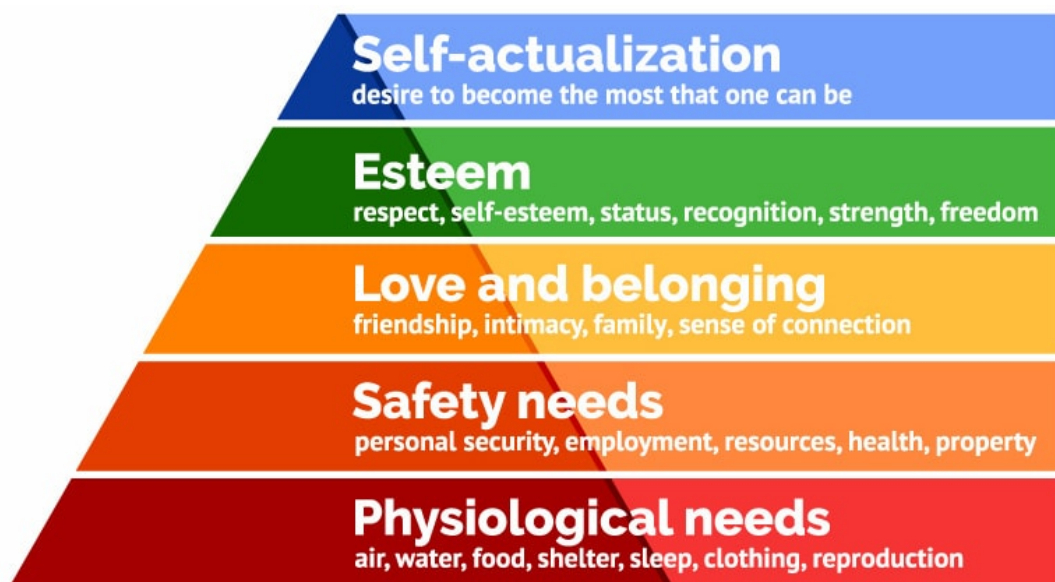 Self-actualization
desire to become the most that one can be
Esteem
respect, self-esteem, status, recognition, strength, freedom
Love and belonging
friendship, intimacy, family, sense of connection
Safety needs
personal security, employment, resources, health, property
Physiological needs
air, water, food, shelter, sleep, clothing, reproduction